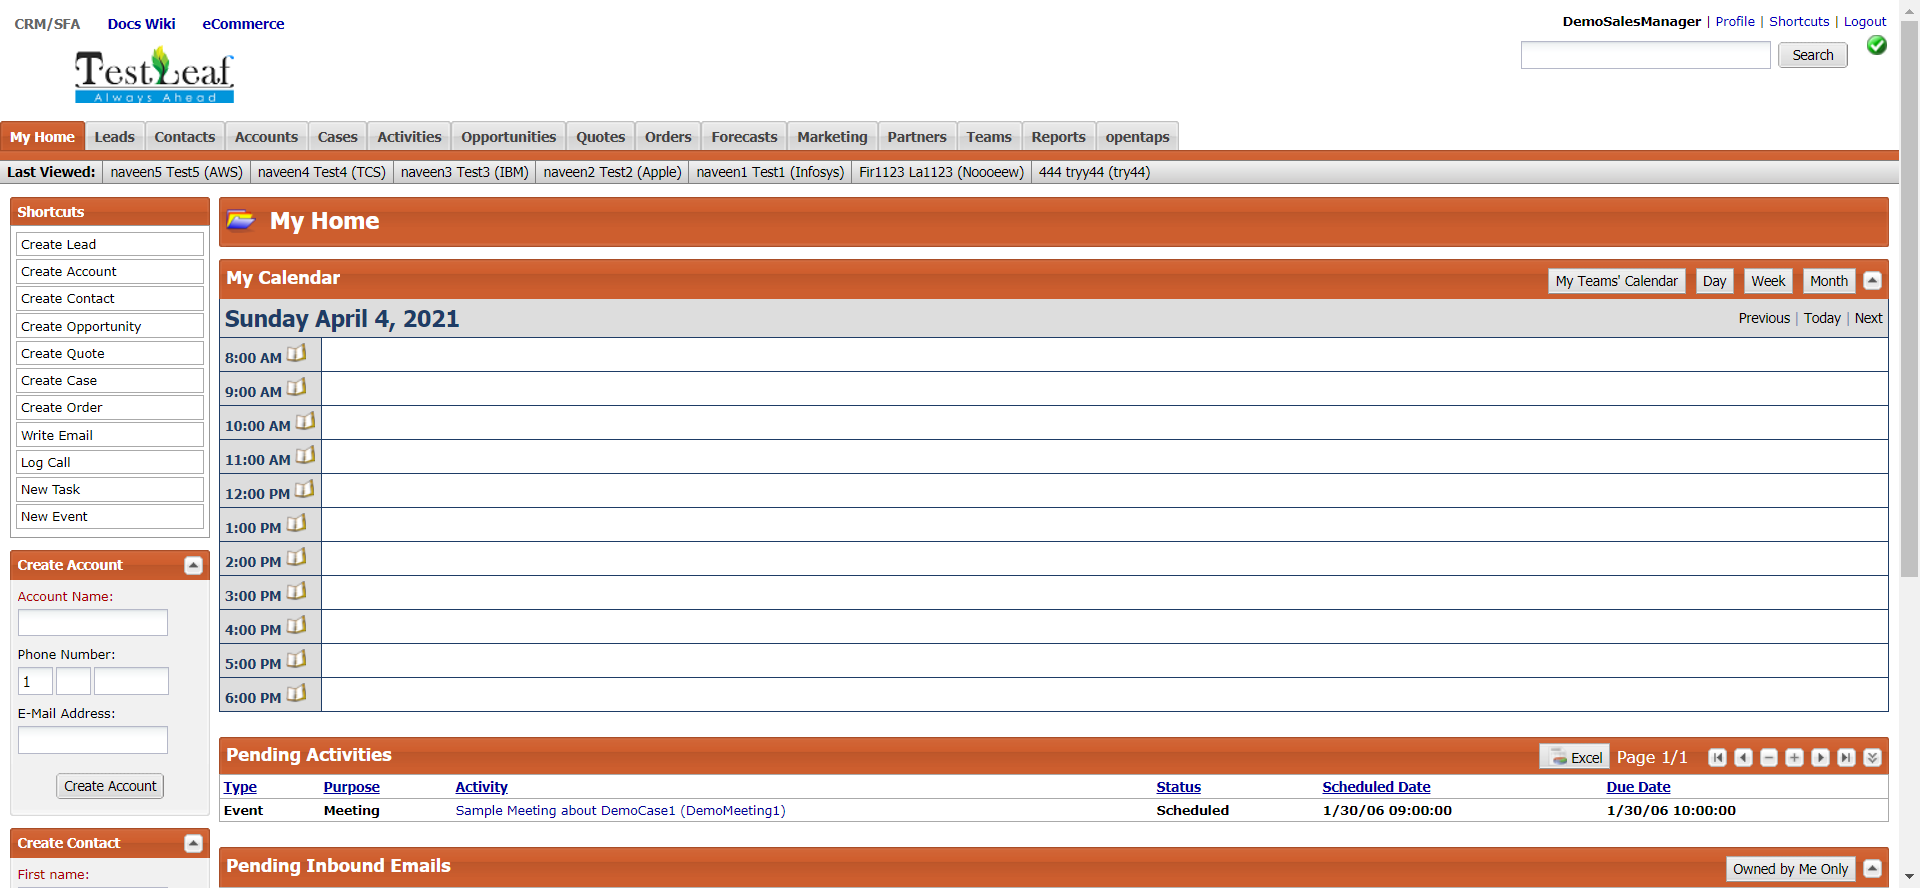 CRM/SFA Docs Wiki eCommerce
DemoSalesManager | Profile | Shortcuts | Logout
Search
TestLeaf
Always Ahead
My Home Leads Contacts Accounts Cases Activities Opportunities Quotes Orders Forecasts Marketing Partners Teams Reports opentaps
Last Viewed: naveen5 Test5 (AWS) naveen4 Test4 (TCS) naveen3 Test3 (IBM) naveen2 Test2 (Apple) naveen1 Test1 (Infosys) Fir1123 La1123 (Noooeew) 444 tryy44 (try44)
Shortcuts
Create Lead
Create Account
Create Contact
Create Opportunity
Create Quote
Create Case
Create Order
Write Email
Log Call
New Task
New Event
Create Account
Account Name:
Phone Number:
1
E-Mail Address:
Create Account
Create Contact
First name:
My Home
My Calendar My Teams' Calendar Day Week Month
Sunday April 4, 2021 Previous | Today | Next
8:00 AM
9:00 AM
10:00 AM
11:00 AM
12:00 PM
1:00 PM
2:00 PM
3:00 PM
4:00 PM
5:00 PM
6:00 PM
Pending Activities Excel Page 1/1
Type Purpose Activity Status Scheduled Date Due Date
Event Meeting Sample Meeting about DemoCase1 (DemoMeeting1) Scheduled 1/30/06 09:00:00 1/30/06 10:00:00
Pending Inbound Emails Owned by Me Only